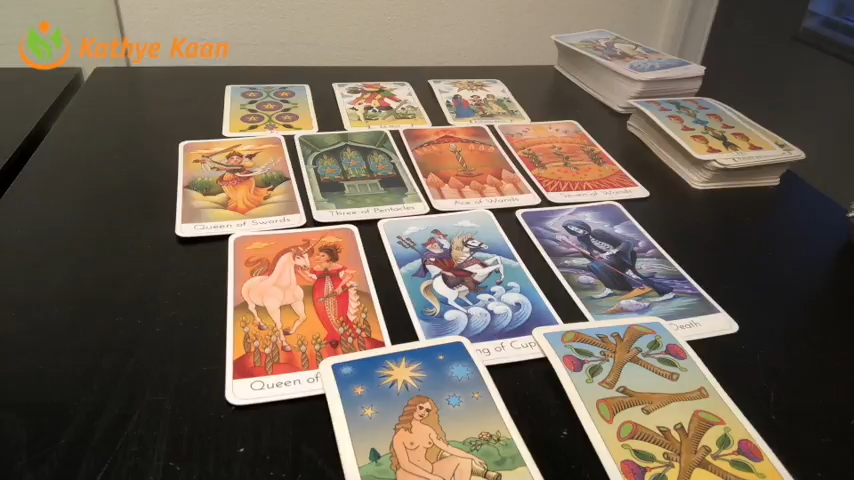 Kathye Kaan
Queen of Swords
Three of Pentacles
Ace of Wands
Seven of Wands
Queen of
ng of Cup
Death